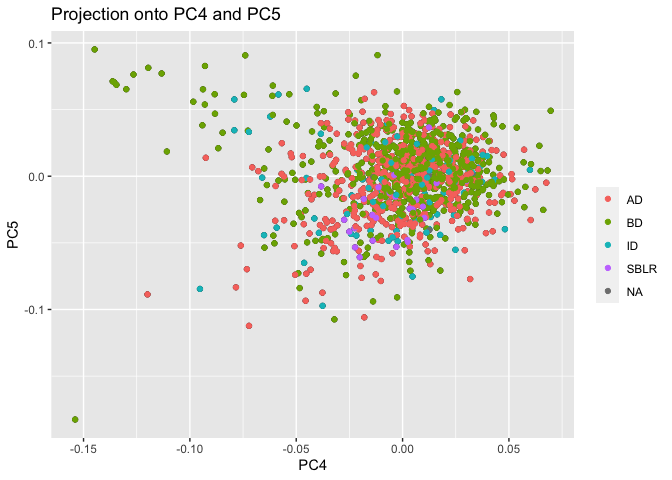 Projection onto PC4 and PC5
0.1
0.0
-0.1
PC5
-0.15
-0.10
-0.05
0.00
0.05
PC4
AD
BD
ID
SBLR
NA